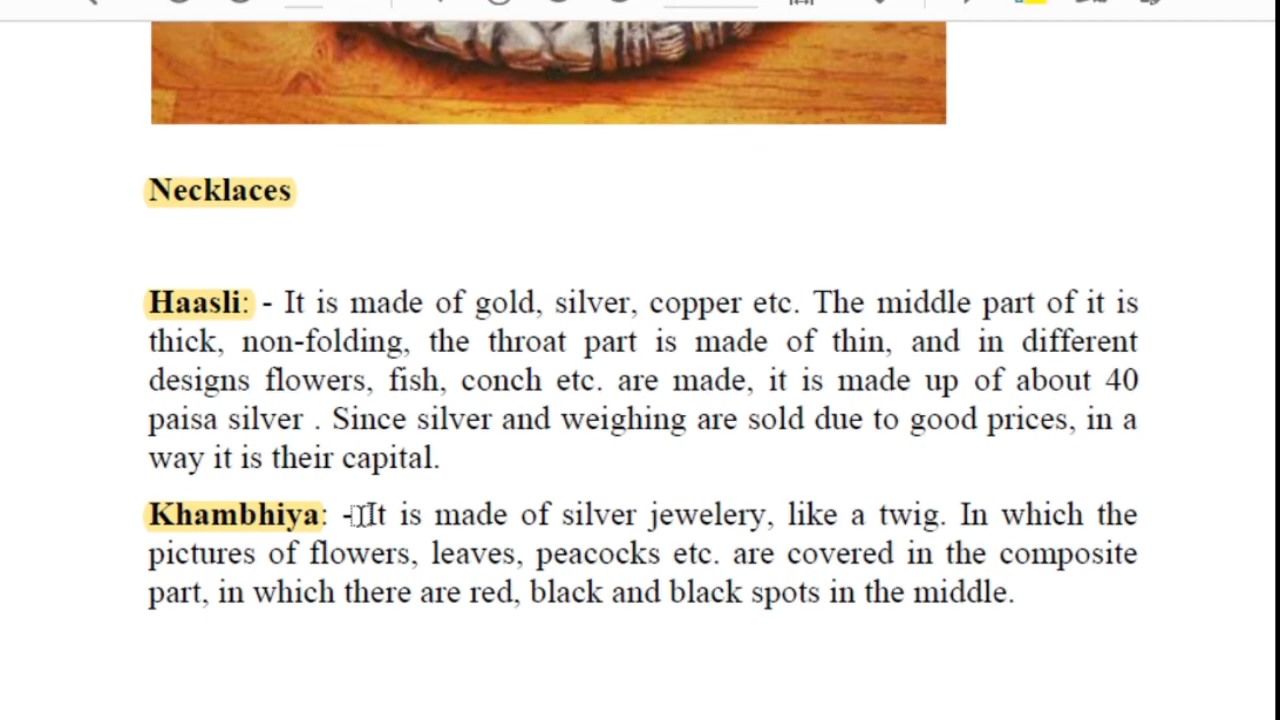 Necklaces
Haasli: - It is made of gold, silver, copper etc. The middle part of it is
thick, non-folding, the throat part is made of thin, and in different
designs flowers, fish, conch etc. are made, it is made up of about 40
paisa silver . Since silver and weighing are sold due to good prices, in a
way it is their capital.
Khambhiya: - It is made of silver jewelery, like a twig. In which the
pictures of flowers, leaves, peacocks etc. are covered in the composite
part, in which there are red, black and black spots in the middle.